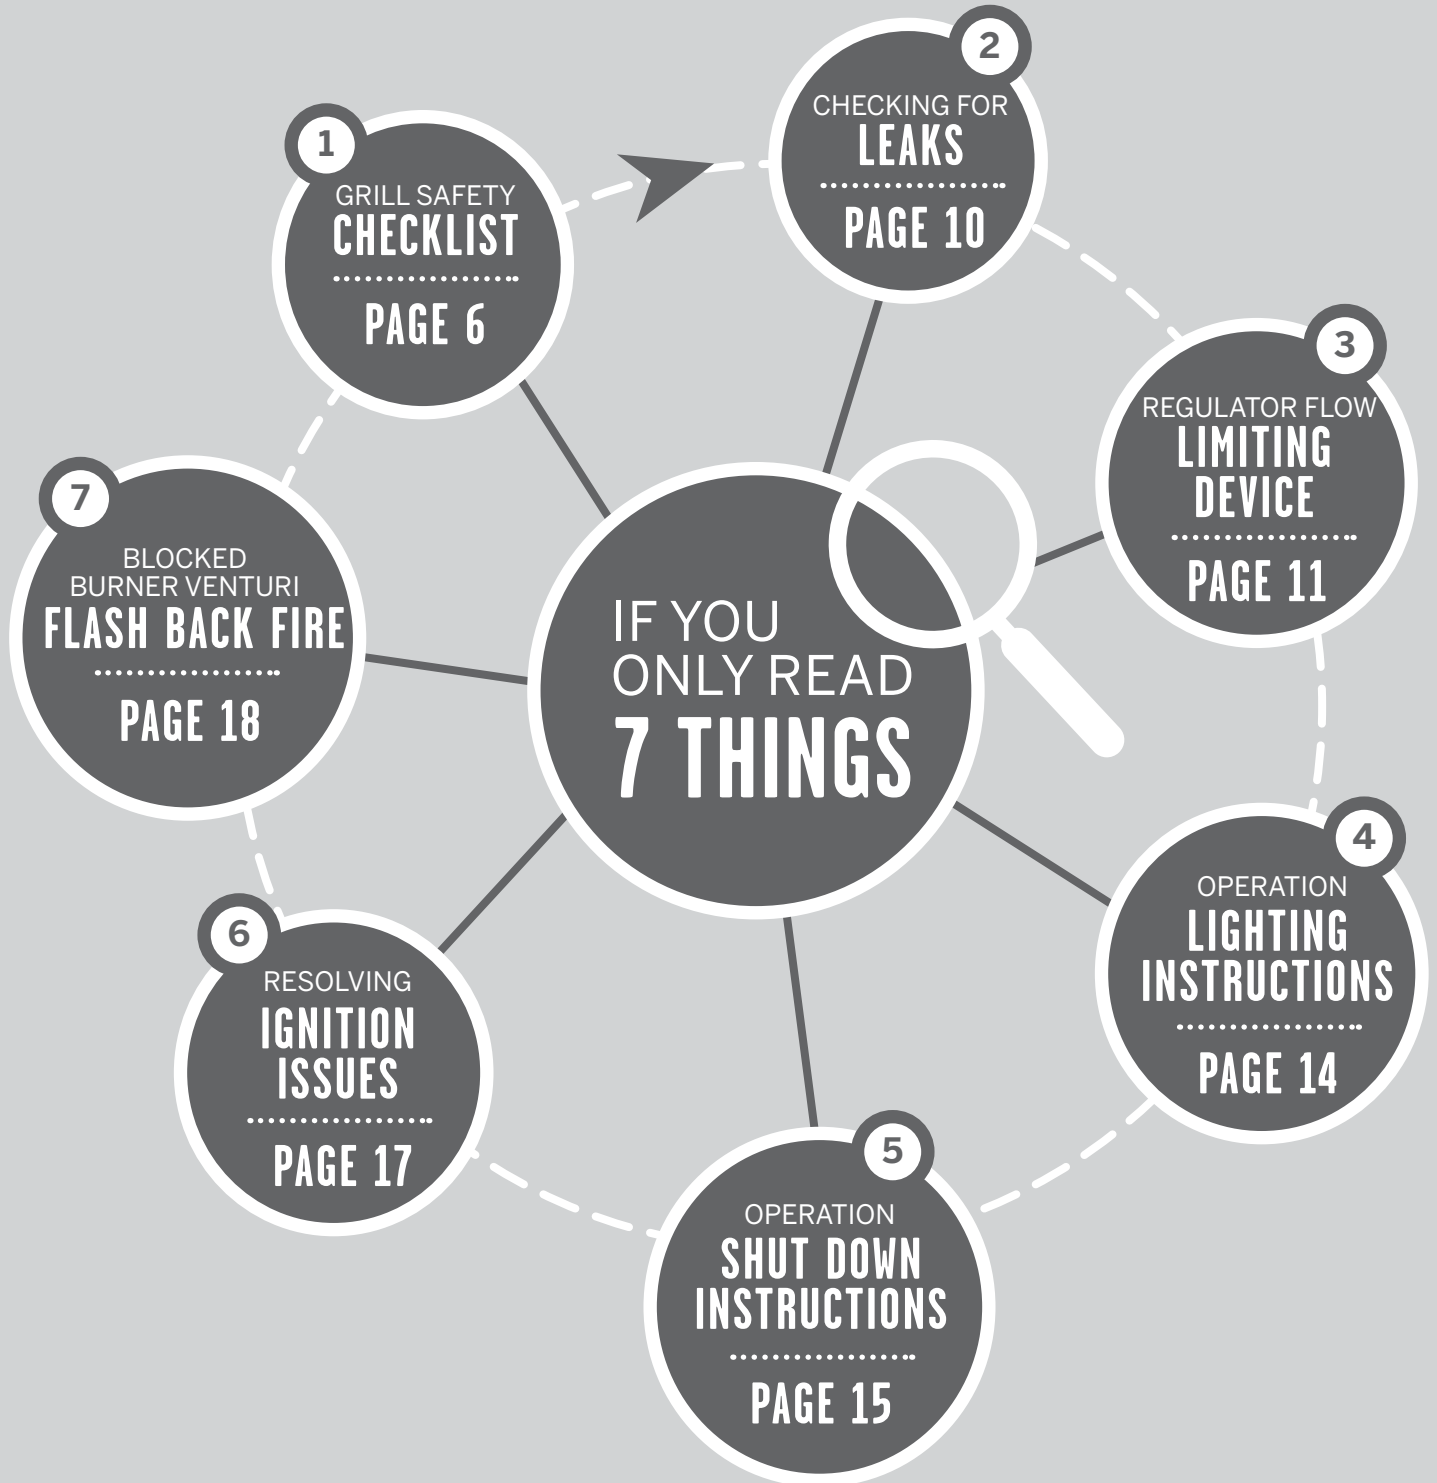 IF YOU
ONLY READ
7 THINGS
1
GRILL SAFETY
CHECKLIST
PAGE 6
2
CHECKING FOR
LEAKS
PAGE 10
3
REGULATOR FLOW
LIMITING
DEVICE
PAGE 11
4
OPERATION
LIGHTING
INSTRUCTIONS
PAGE 14
5
OPERATION
SHUT DOWN
INSTRUCTIONS
PAGE 15
6
RESOLVING
IGNITION
ISSUES
PAGE 17
7
BLOCKED
BURNER VENTURI
FLASH BACK FIRE
PAGE 18